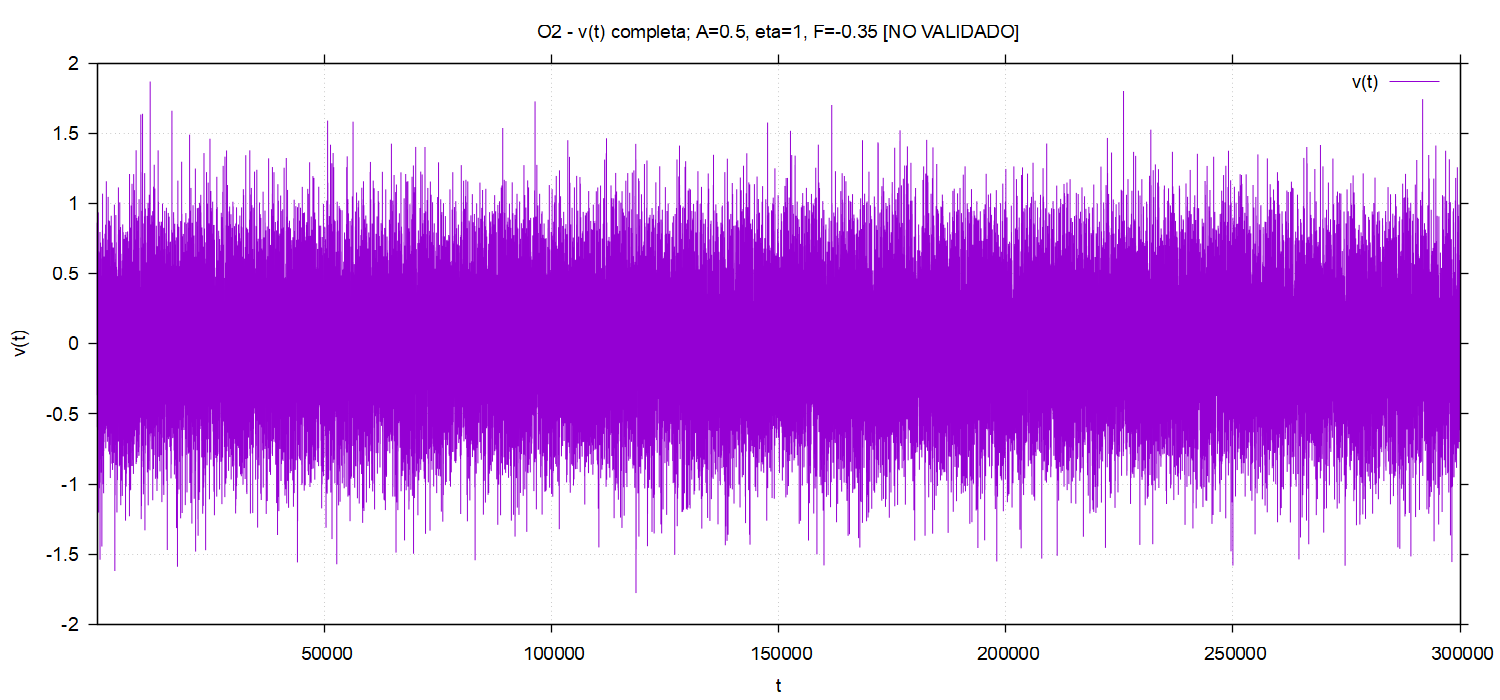 O2 - v(t) completa; A=0.5, eta=1, F=-0.35 [NO VALIDADO]
v(t)
2
1.5
1
0.5
0
-0.5
-1
-1.5
-2
v(t)
50000 100000 150000 200000 250000 300000
t